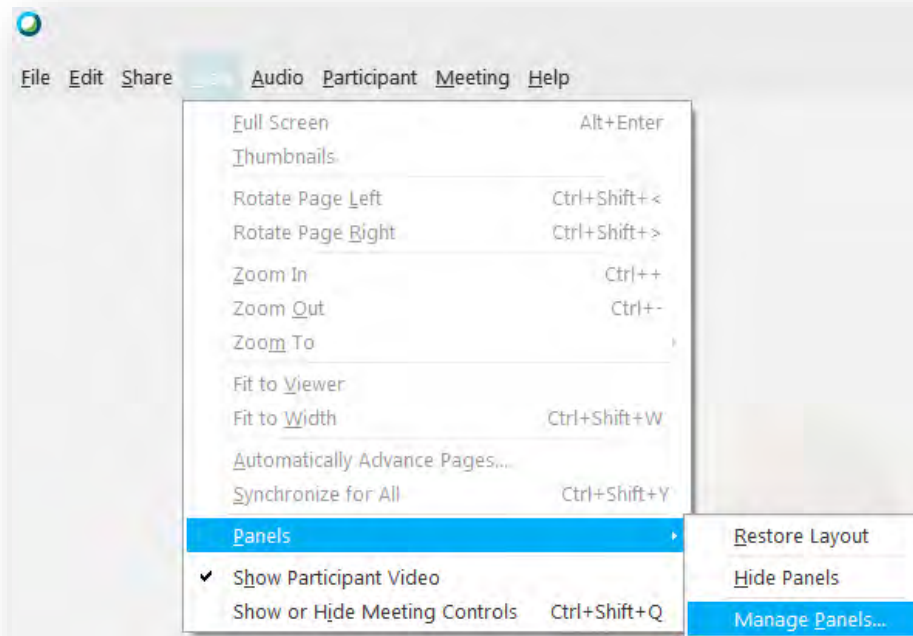 File Edit Share Audio Participant Meeting Help
Full Screen Alt+Enter
Thumbnails
Rotate Page Left Ctrl+Shift+<
Rotate Page Right Ctrl+Shift+>
Zoom In Ctrl++
Zoom Out Ctrl+-
Zoom To
Fit to Viewer
Fit to Width Ctrl+Shift+W
Automatically Advance Pages...
Synchronize for All Ctrl+Shift+Y
Panels
Restore Layout
Show Participant Video
Hide Panels
Show or Hide Meeting Controls Ctrl+Shift+Q
Manage Panels...